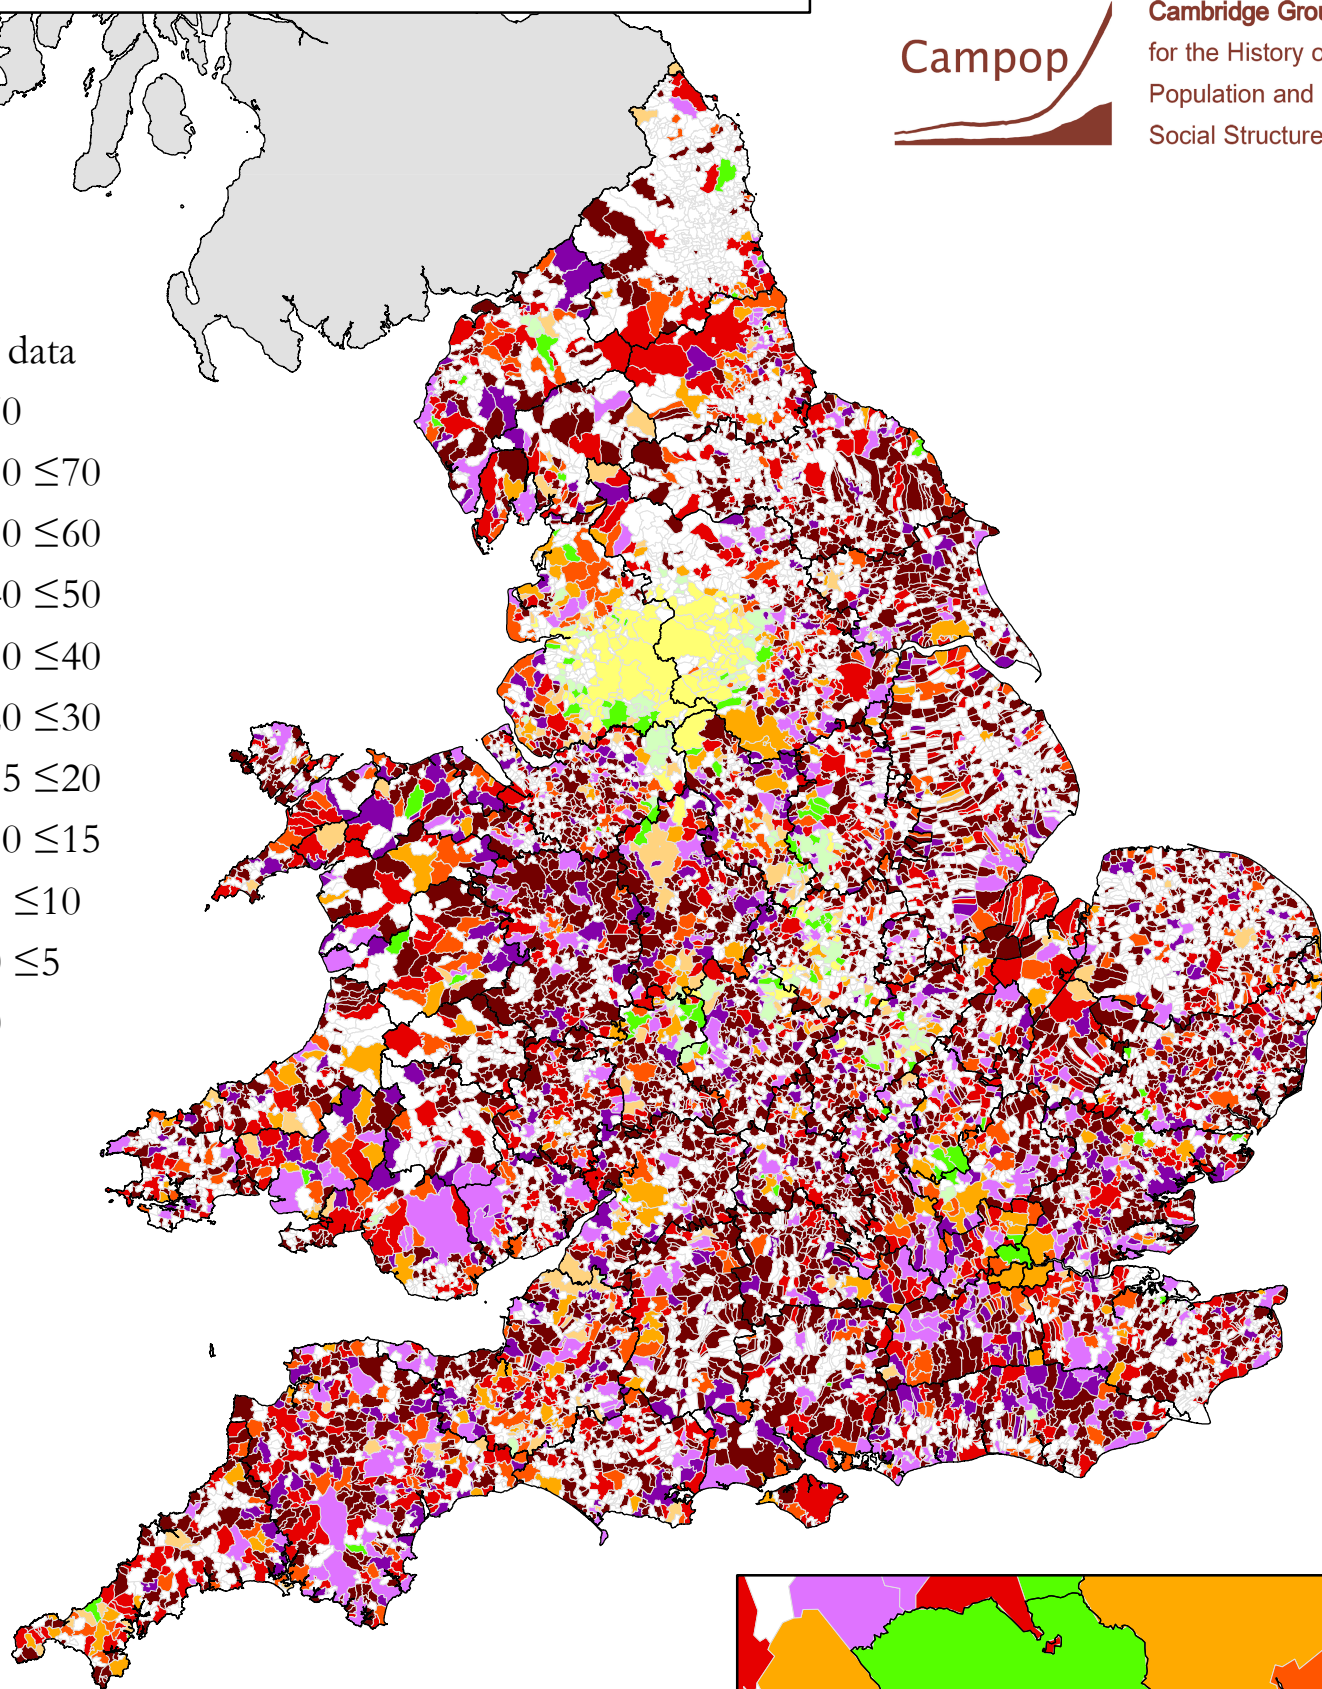 Cambridge Grou
for the History o
Population and
Social Structure
Campop
data
0
0 ≤70
0 ≤60
0 ≤50
0 ≤40
0 ≤30
5 ≤20
0 ≤15
≤10
≤5